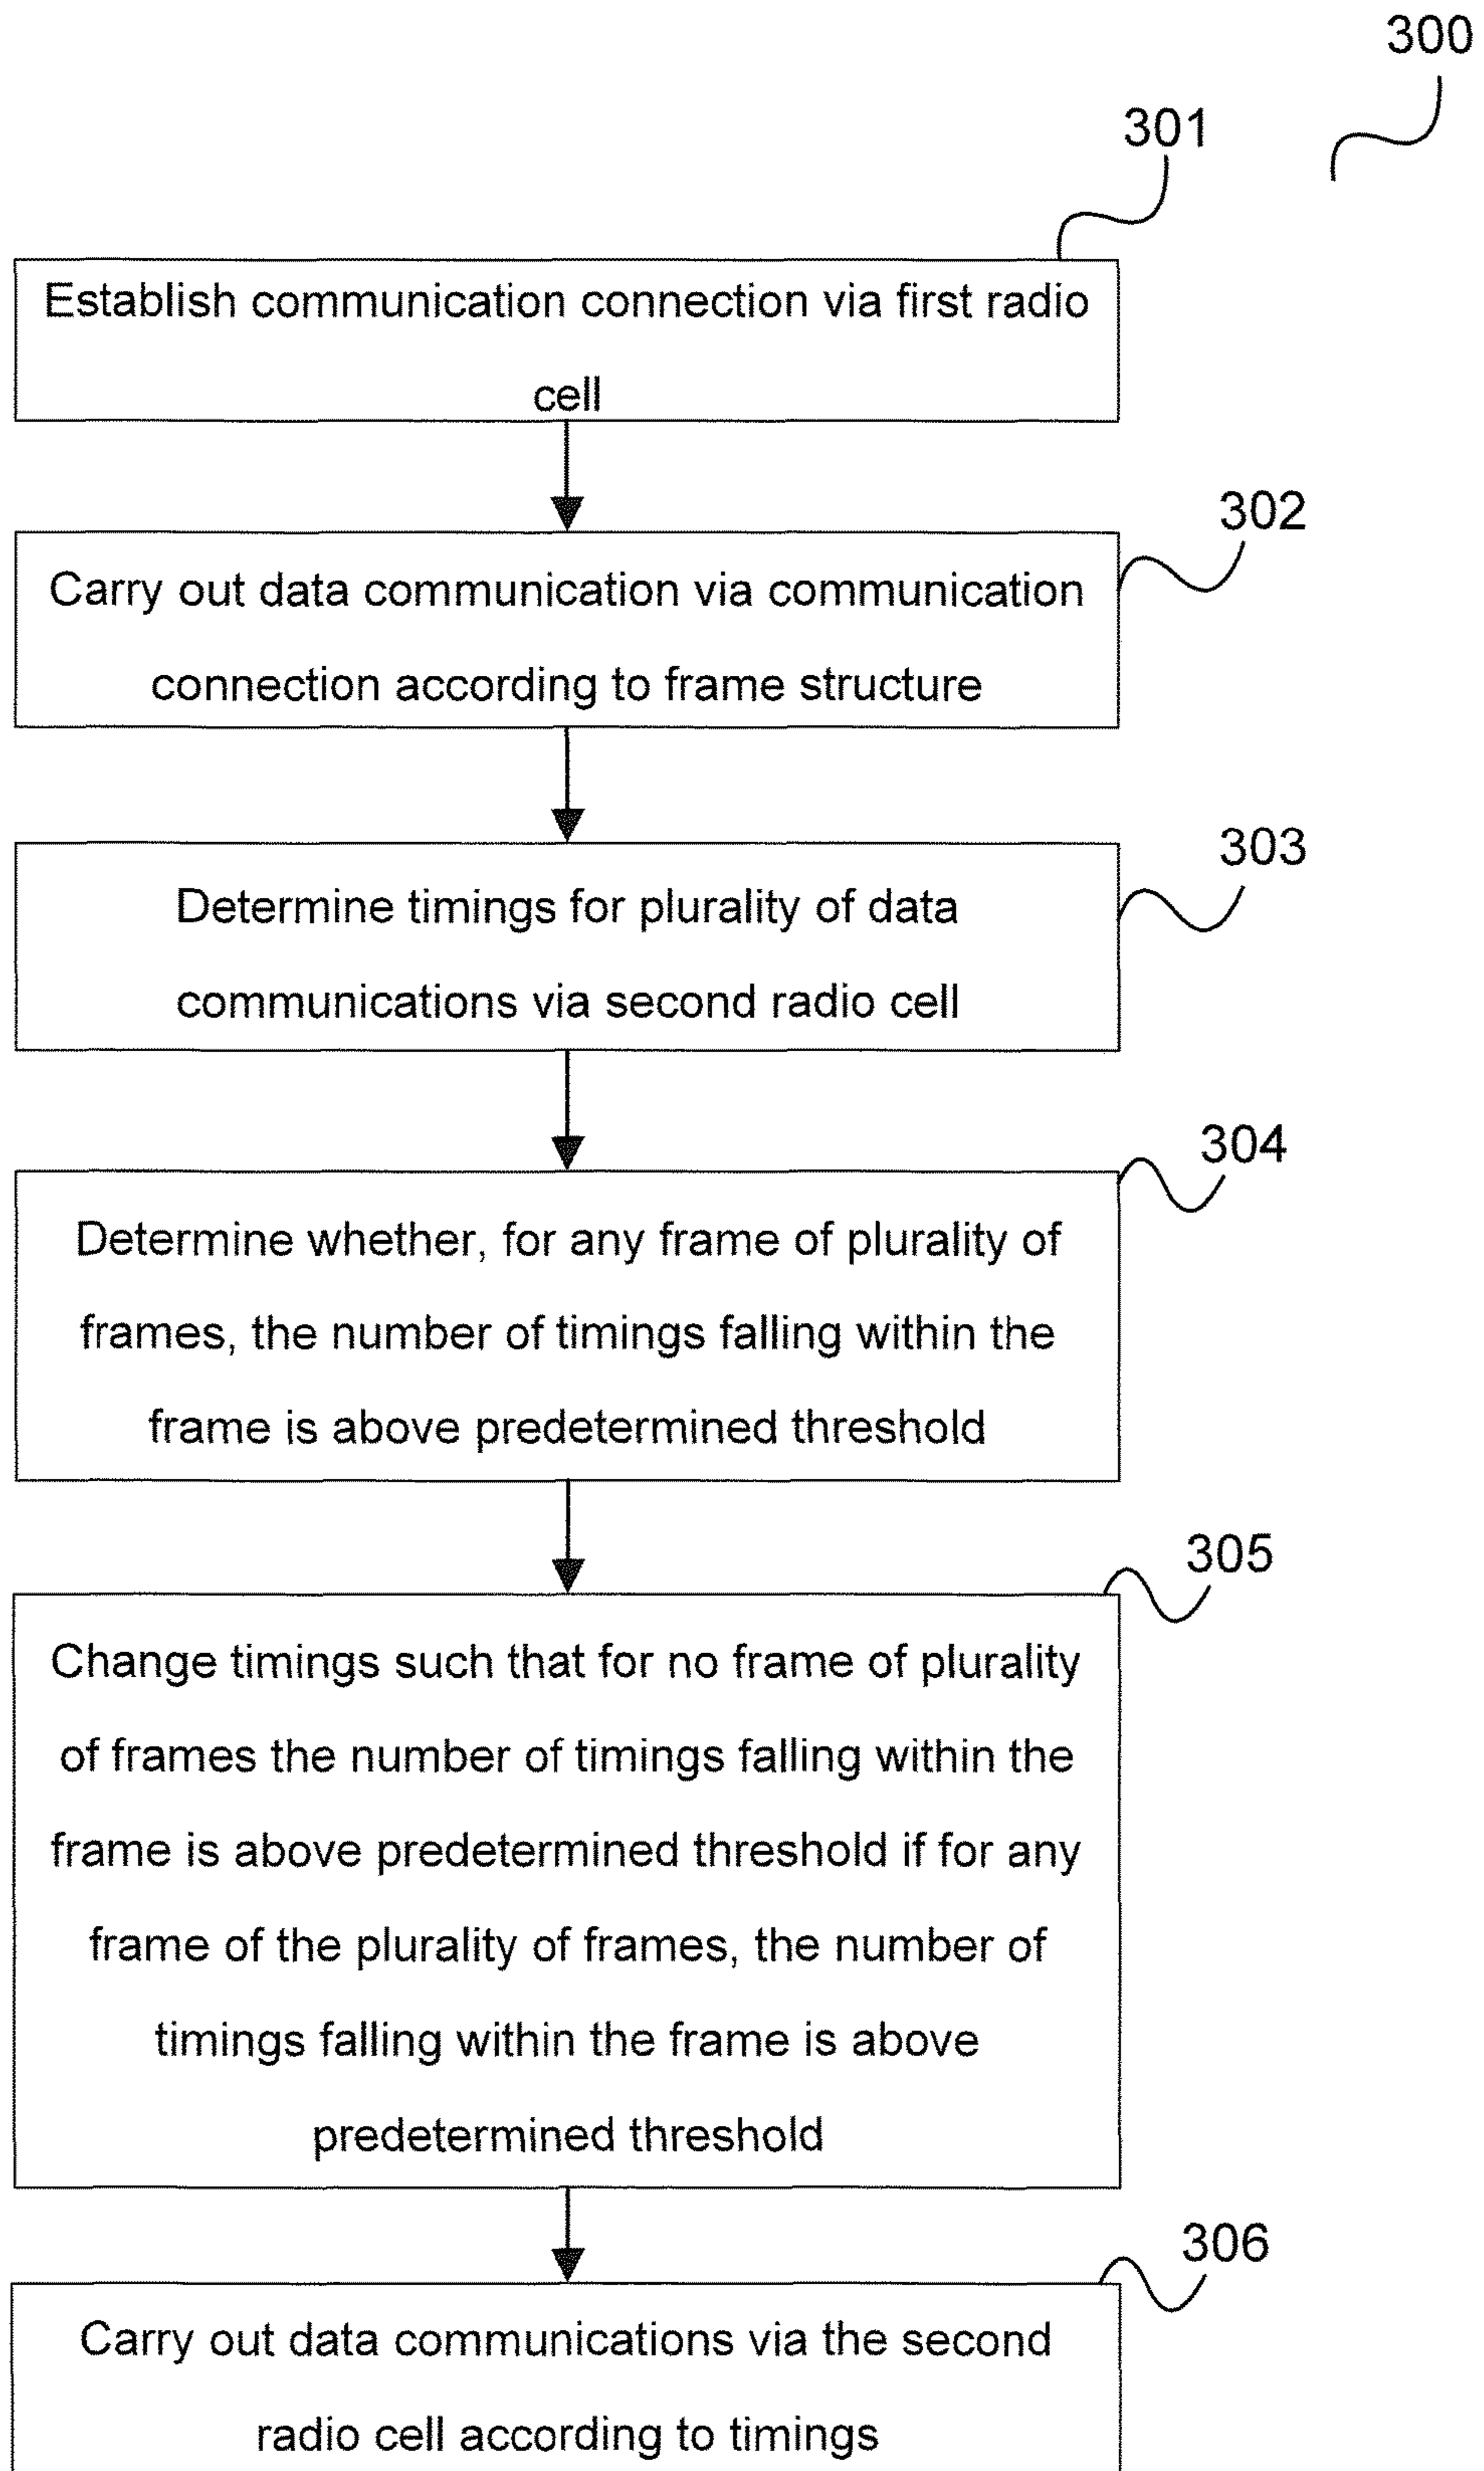 300
301
Establish communication connection via first radio
cell
302
Carry out data communication via communication
connection according to frame structure
303
Determine timings for plurality of data
communications via second radio cell
304
Determine whether, for any frame of plurality of
frames, the number of timings falling within the
frame is above predetermined threshold
305
Change timings such that for no frame of plurality
of frames the number of timings falling within the
frame is above predetermined threshold if for any
frame of the plurality of frames, the number of
timings falling within the frame is above
predetermined threshold
306
Carry out data communications via the second
radio cell according to timings